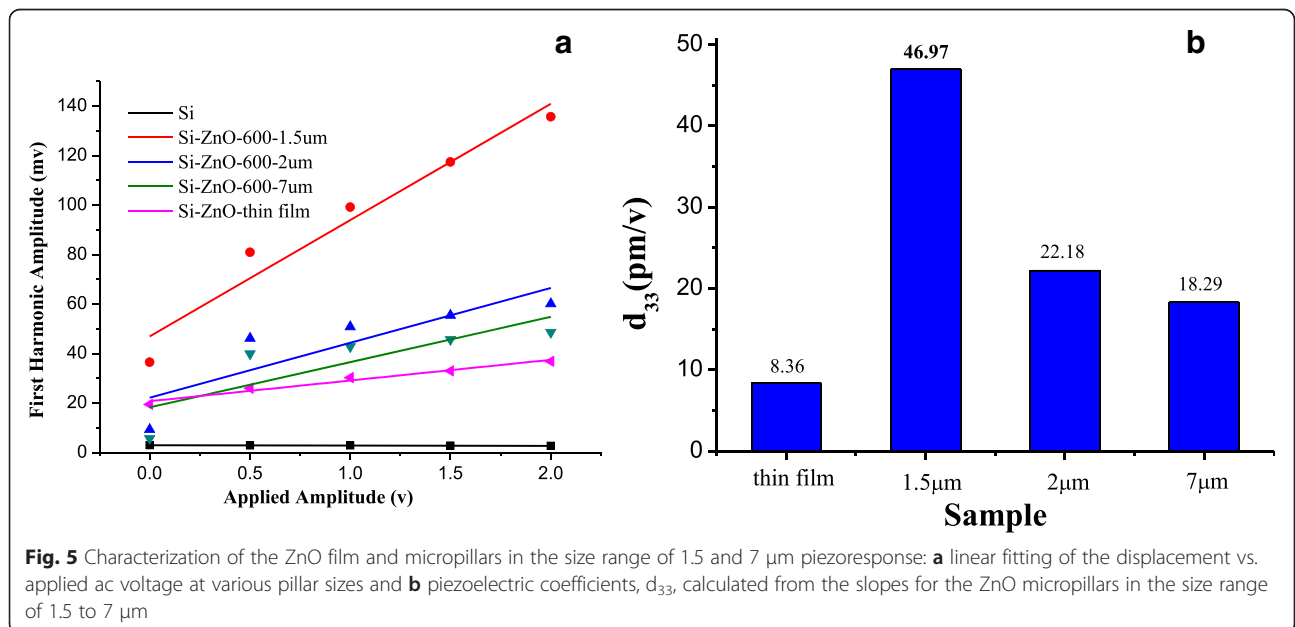 a
First Harmonic Amplitude (mv)
140
120
100
80
60
40
20
0
Si
Si-ZnO-600-1.5um
Si-ZnO-600-2um
Si-ZnO-600-7um
Si-ZnO-thin film
0.0 0.5 1.0 1.5 2.0
Applied Amplitude (v)
b
d33(pm/v)
50
40
30
20
10
0
8.36
46.97
22.18
18.29
thin film 1.5μm 2μm 7μm
Sample
Fig. 5 Characterization of the ZnO film and micropillars in the size range of 1.5 and 7 μm piezoresponse: a linear fitting of the displacement vs.
applied ac voltage at various pillar sizes and b piezoelectric coefficients, d33, calculated from the slopes for the ZnO micropillars in the size range
of 1.5 to 7 μm